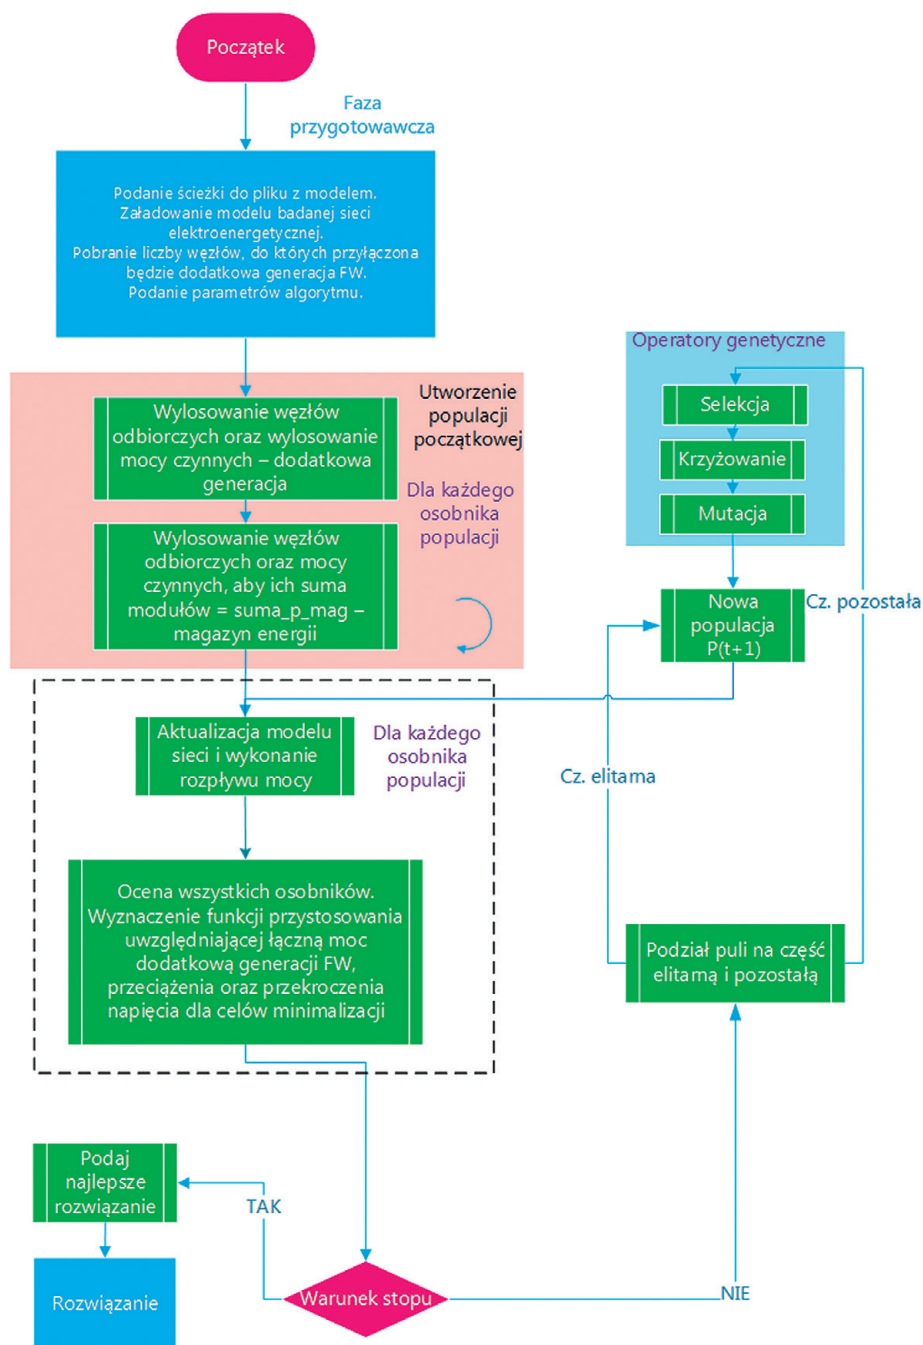 Początek
Faza
przygotowawcza
Podanie ścieżki do pliku z modelem.
Załadowanie modelu badanej sieci
elektroenergetycznej.
Pobranie liczby węzłów, do których przyłączona
będzie dodatkowa generacja FW.
Podanie parametrów algorytmu.
Utworzenie
populacji
początkowej
Wylosowanie węzłów
odbiorczych oraz wylosowanie
mocy czynnych – dodatkowa
generacja
Dla każdego
osobnika
populacji
Wylosowanie węzłów
odbiorczych oraz mocy
czynnych, aby ich suma
modułów = suma_p_mag –
magazyn energii
Operatory genetyczne
Selekcja
Krzyżowanie
Mutacja
Nowa
populacja
P(t+1)
Cz. pozostała
Aktualizacja modelu
sieci i wykonanie
rozpływu mocy
Dla każdego
osobnika
populacji
Cz. elitarna
Ocena wszystkich osobników.
Wyznaczenie funkcji przystosowania
uwzględniającej łączną moc
dodatkową generacji FW,
przeciążenia oraz przekroczenia
napięcia dla celów minimalizacji
Podział puli na część
elitarną i pozostałą
Podaj
najlepsze
rozwiązanie
TAK
Warunek stopu
NIE
Rozwiązanie